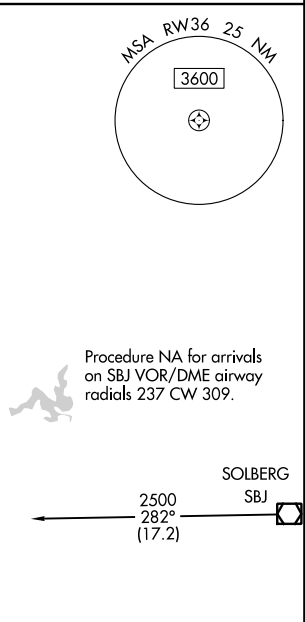 MSA RW36 25 NM
3600
Procedure NA for arrivals
on SBJ VOR/DME airway
radials 237 CW 309.
SOLBERG
SBJ
2500
282°
(17.2)